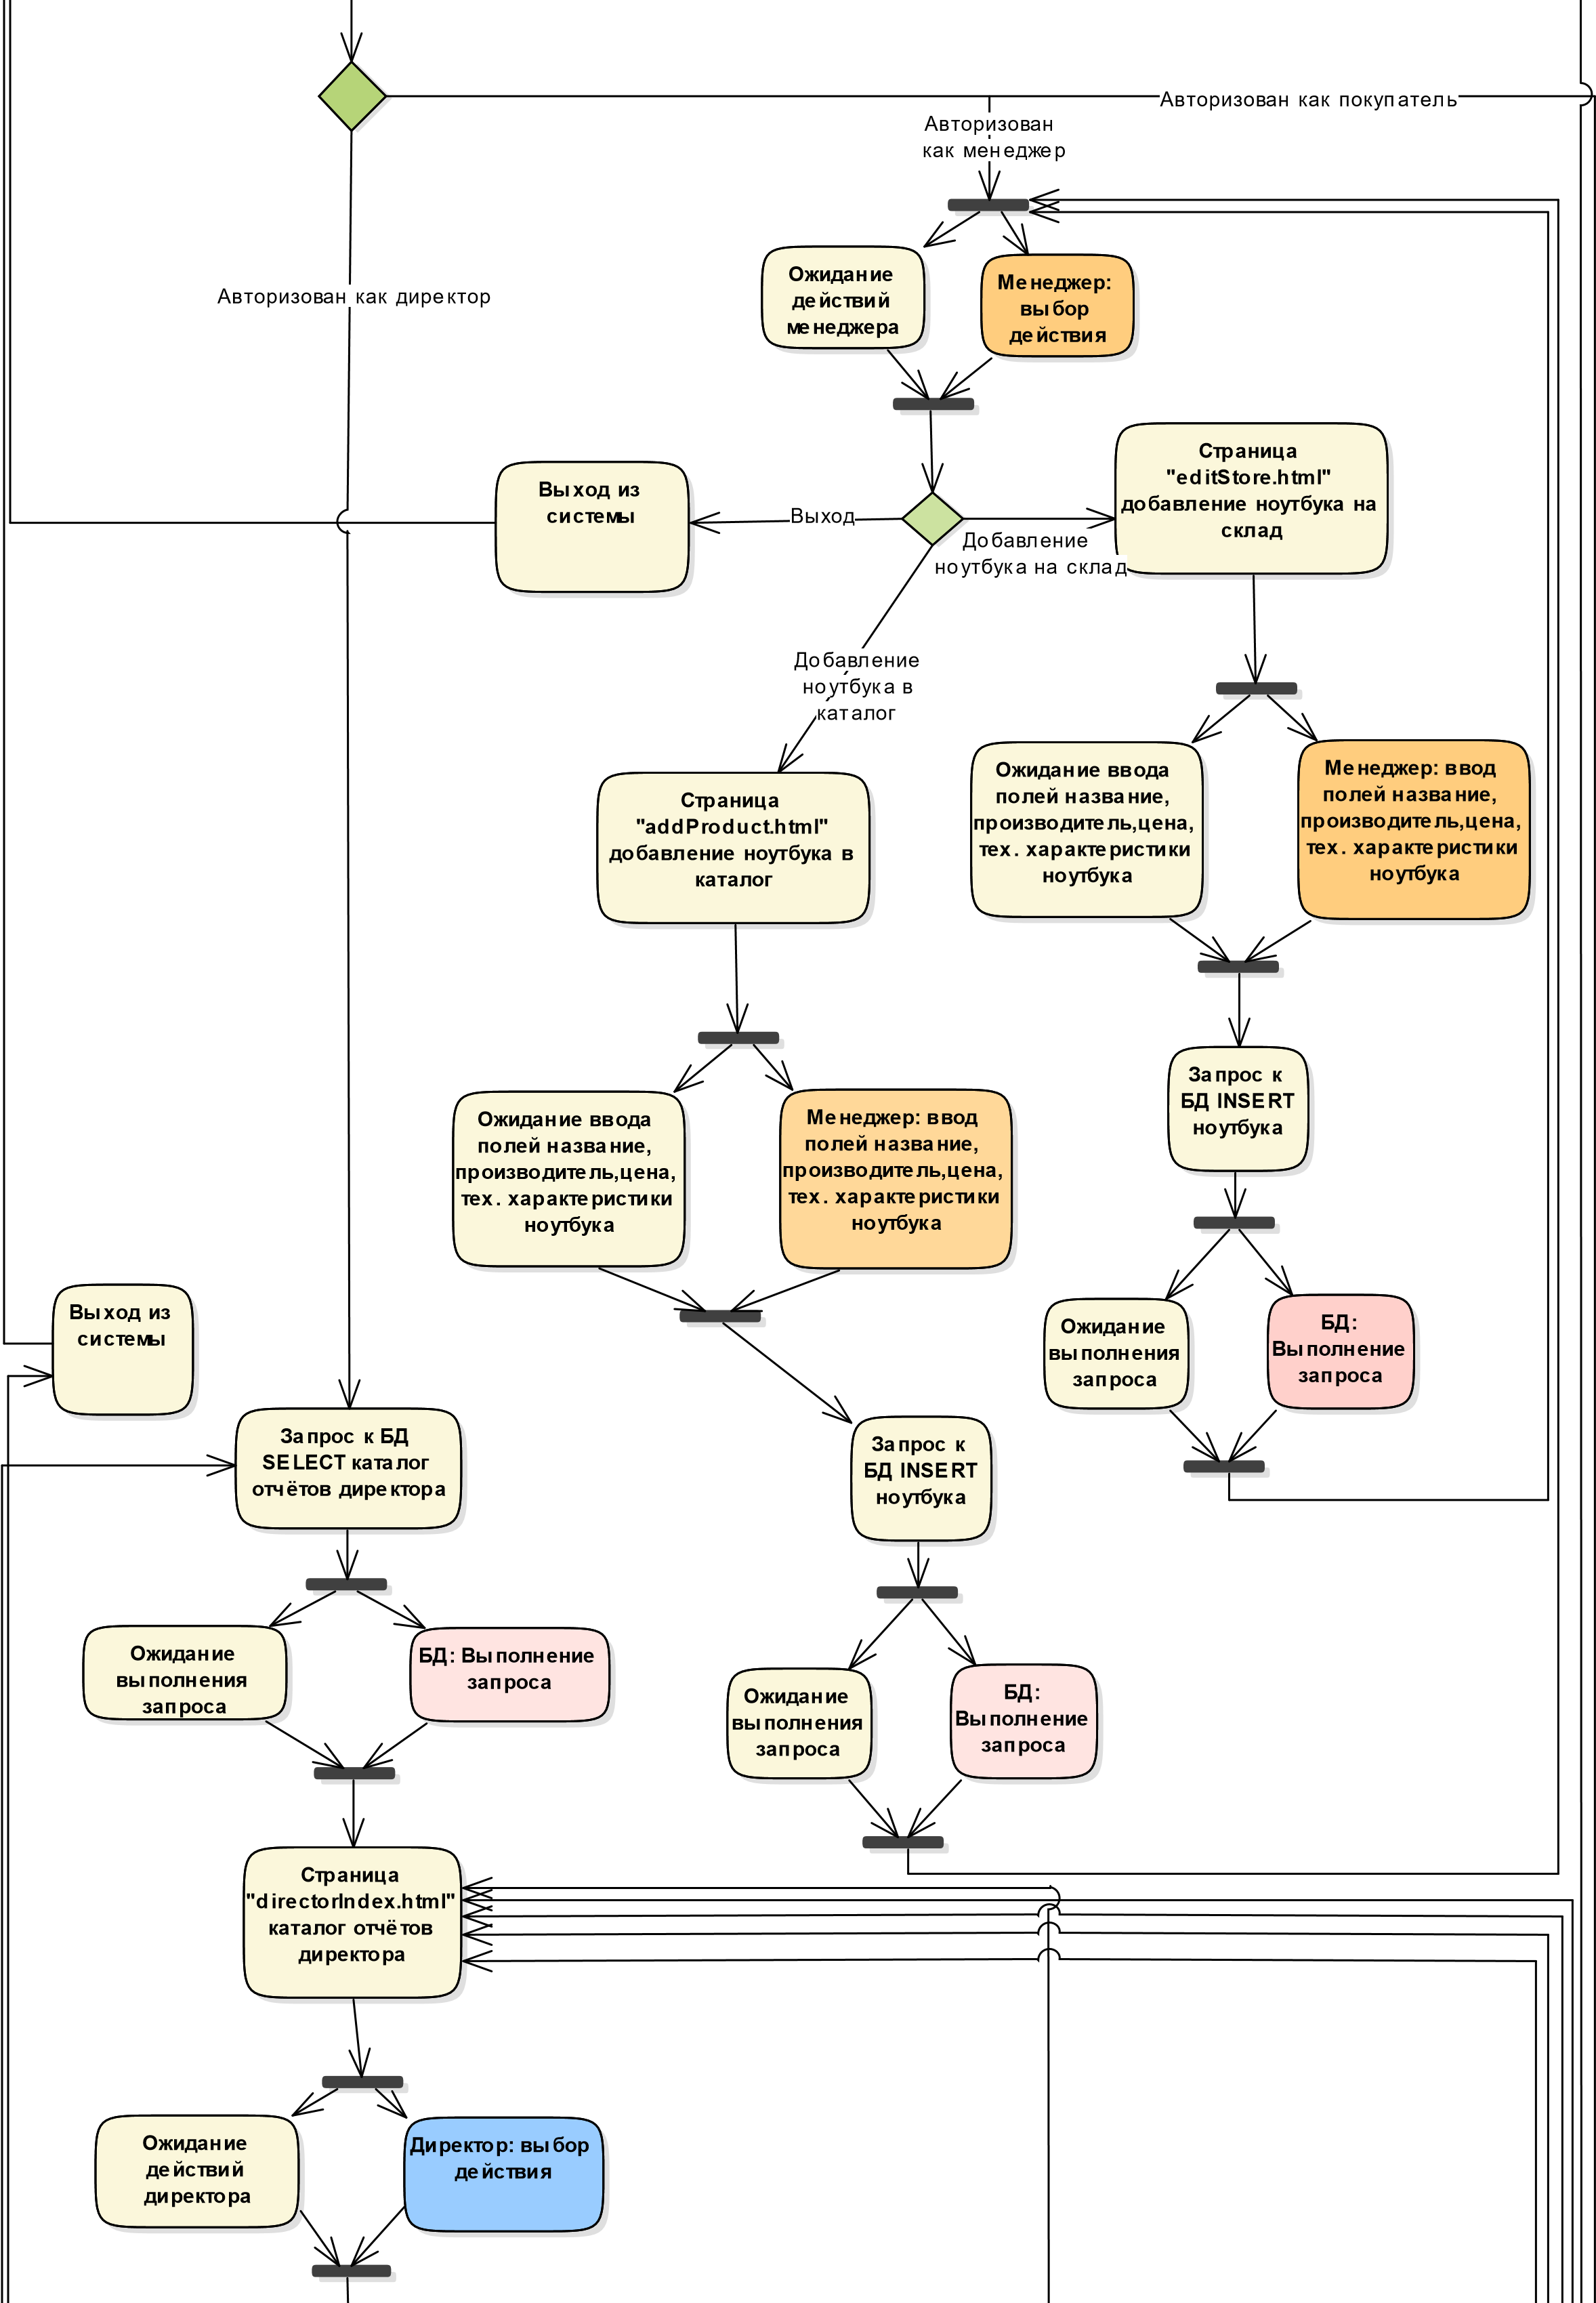 Авторизован как покупатель
Авторизован
как менеджер
Ожидание
действий
менеджера
Менеджер:
выбор
действия
Авторизован как директор
Страница
"editStore.html"
добавление ноутбука на
склад
Выход из
системы
Выход
Добавление
ноутбука на склад
Добавление
ноутбука в
каталог
Ожидание ввода
полей название,
производитель,цена,
тех. характеристики
ноутбука
Менеджер: ввод
полей название,
производитель,цена,
тех. характеристики
ноутбука
Страница
"addProduct.html"
добавление ноутбука в
каталог
Запрос к
БД INSERT
ноутбука
Ожидание ввода
полей название,
производитель,цена,
тех. характеристики
ноутбука
Менеджер: ввод
полей название,
производитель,цена,
тех. характеристики
ноутбука
Выход из
системы
Ожидание
выполнения
запроса
БД:
Выполнение
запроса
Запрос к БД
SELECT каталог
отчётов директора
Запрос к
БД INSERT
ноутбука
Ожидание
выполнения
запроса
БД: Выполнение
запроса
Ожидание
выполнения
запроса
БД:
Выполнение
запроса
Страница
"directorIndex.html"
каталог отчётов
директора
Ожидание
действий
директора
Директор: выбор
действия